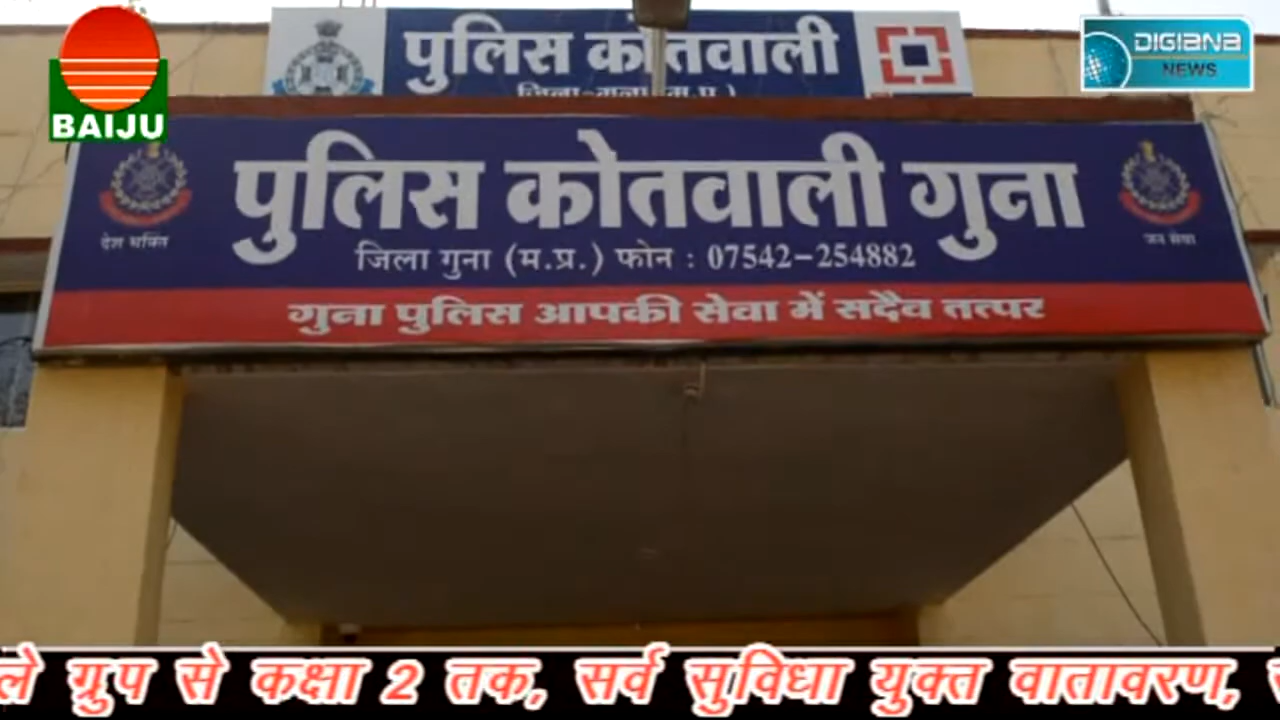 पुलिस कोतवाली
BAIJU
DIGIANA
NEWS
पुलिस कोतवाली गुना
देश भक्ति
जन सेवा
जिला गुना (म.प्र.) फोन : 07542-254882
गुना पुलिस आपकी सेवा में सदैव तत्पर
ले ग्रुप से कक्षा 2 तक, सर्व सुविधा युक्त वातावरण,